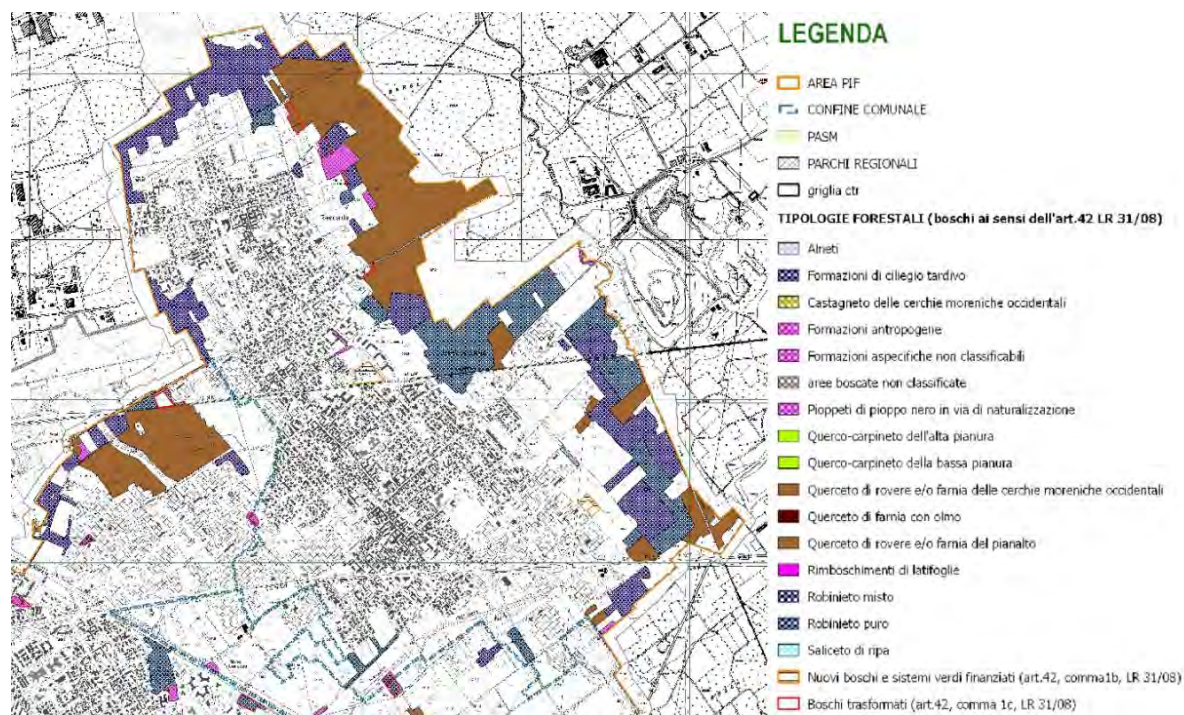 LEGENDA
AREA PIF
CONFINE COMUNALE
PASM
PARCHI REGIONALI
griglia ctr
TIPOLOGIE FORESTALI (boschi ai sensi dell'art.42 LR 31/08)
Alneti
Formazioni di ciliegio tardivo
Castagneto delle cerchie moreniche occidentali
Formazioni antropogene
Formazioni aspecifiche non classificabili
aree boscate non classificate
Pioppeti di pioppo nero in via di naturalizzazione
Querco-carpineto dell'alta pianura
Querco-carpineto della bassa pianura
Querceto di rovere e/o farnia delle cerchie moreniche occidentali
Querceto di farnia con olmo
Querceto di rovere e/o farnia del pianalto
Rimboschimenti di latifoglie
Robinieto misto
Robinieto puro
Saliceto di ripa
Nuovi boschi e sistemi verdi finanziati (art.42, comma1b, LR 31/08)
Boschi trasformati (art.42, comma 1c, LR 31/08)